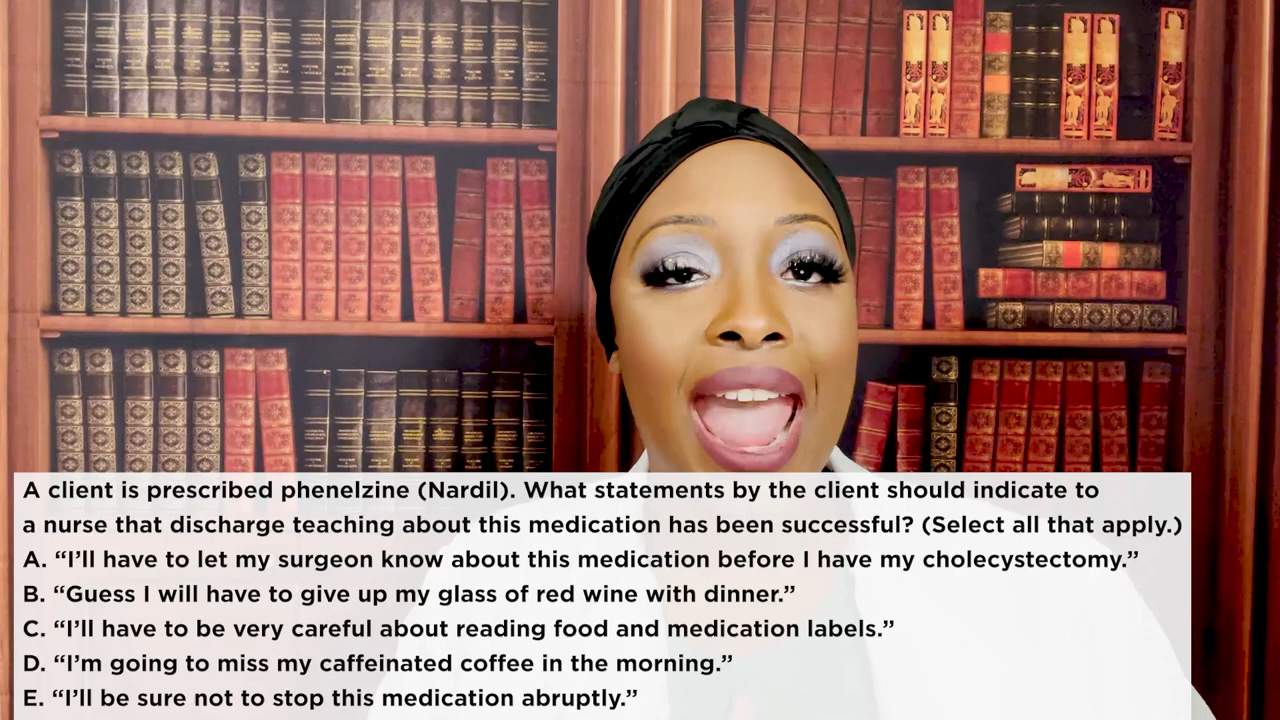 A client is prescribed phenelzine (Nardil). What statements by the client should indicate to
a nurse that discharge teaching about this medication has been successful? (Select all that apply.)
A. “I’ll have to let my surgeon know about this medication before I have my cholecystectomy.”
B. “Guess I will have to give up my glass of red wine with dinner.”
C. “I’ll have to be very careful about reading food and medication labels.”
D. “I’m going to miss my caffeinated coffee in the morning.”
E. “I’ll be sure not to stop this medication abruptly.”